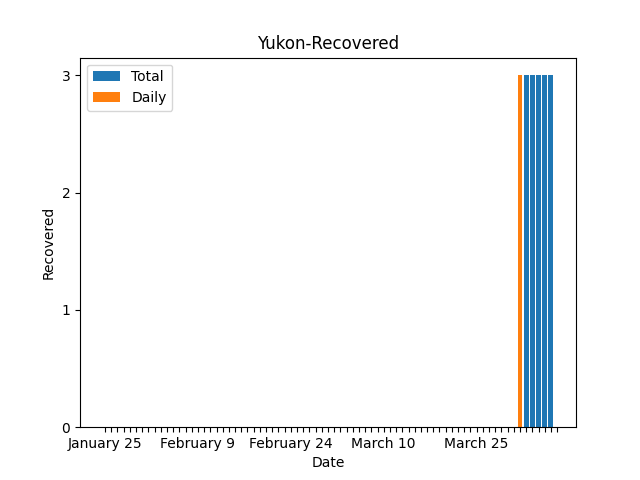 Yukon-Recovered
Total
Daily
3
2
1
0
Recovered
January 25 February 9 February 24 March 10 March 25
Date